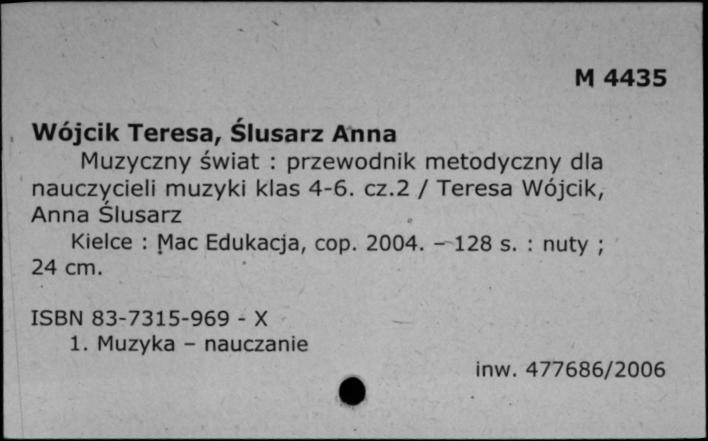 M 4435
Wójcik Teresa, Ślusarz Anna
Muzyczny świat : przewodnik metodyczny dla
nauczycieli muzyki klas 4-6. cz.2 / Teresa Wójcik,
Anna Ślusarz
Kielce : Mac Edukacja, cop. 2004. – 128 s. : nuty ;
24 cm.
ISBN 83-7315-969 - X
1. Muzyka – nauczanie
inw. 477686/2006